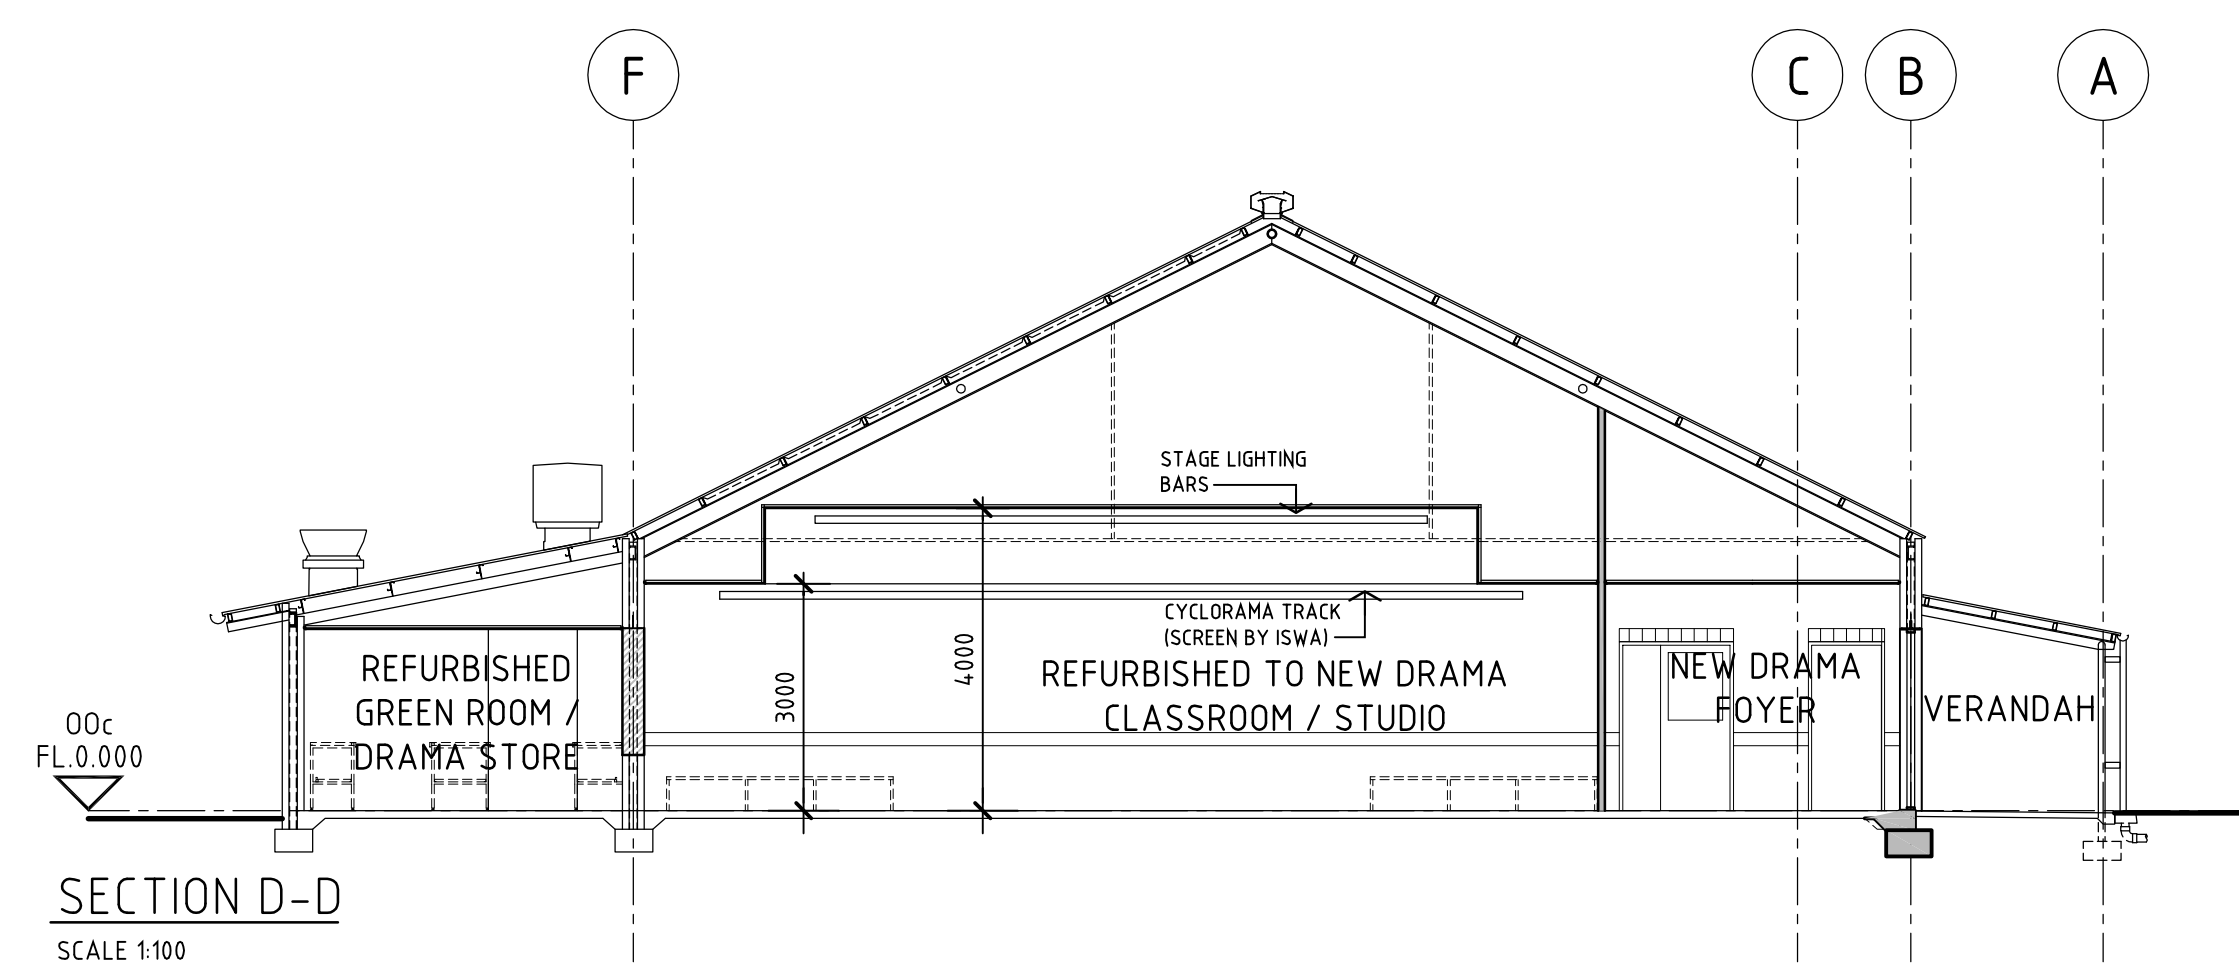 F
C
B
A
STAGE LIGHTING
BARS
CYCLORAMA TRACK
(SCREEN BY ISWA)
3000
4000
REFURBISHED
GREEN ROOM /
DRAMA STORE
REFURBISHED TO NEW DRAMA
CLASSROOM / STUDIO
NEW DRAMA
FOYER
VERANDAH
OOc
FL.0.000
SECTION D-D
SCALE 1:100